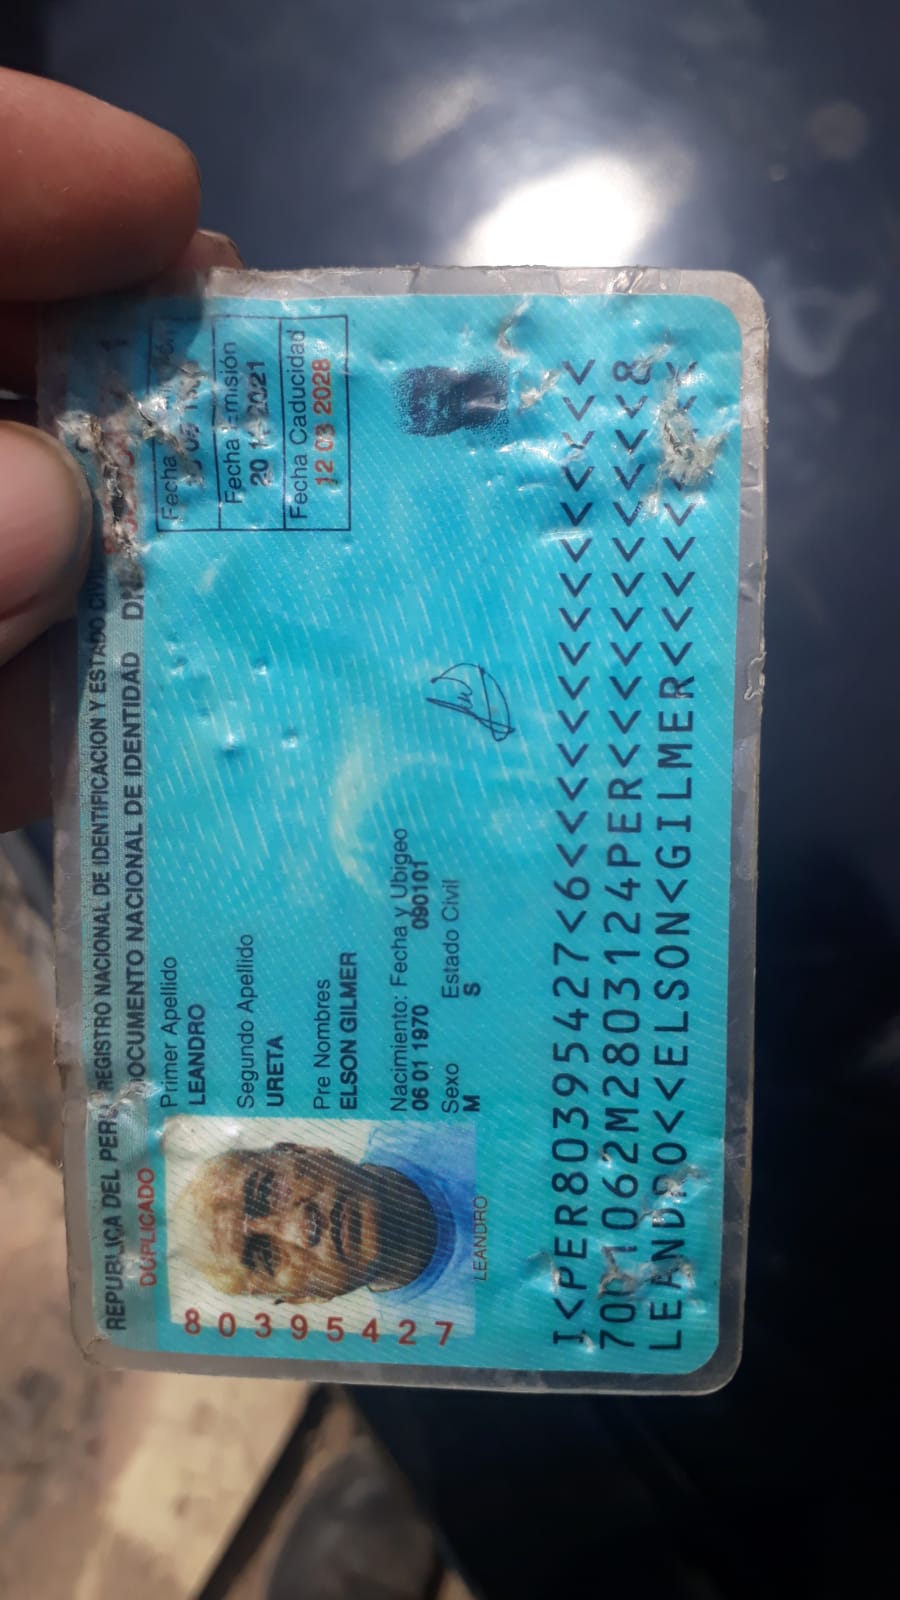 REPUBLICA DEL PERU REGISTRO NACIONAL DE IDENTIFICACION Y ESTADO CIVIL
DUPLICADO
DOCUMENTO NACIONAL DE IDENTIDAD
Primer Apellido
LEANDRO
Segundo Apellido
URETA
Pre Nombres
ELSON GILMER
Nacimiento: Fecha y Ubigeo
06 01 1970 090101
Sexo Estado Civil
M S
Fecha
Fecha Emisión
20 11 2021
Fecha Caducidad
12 03 2028
80395427
LEANDRO
I<PER80395427<6<<<<<<<<<<<<<<<
7001062M2803124PER<<<<<<<<<<<8
LEANDRO<<ELSON<GILMER<<<<<<